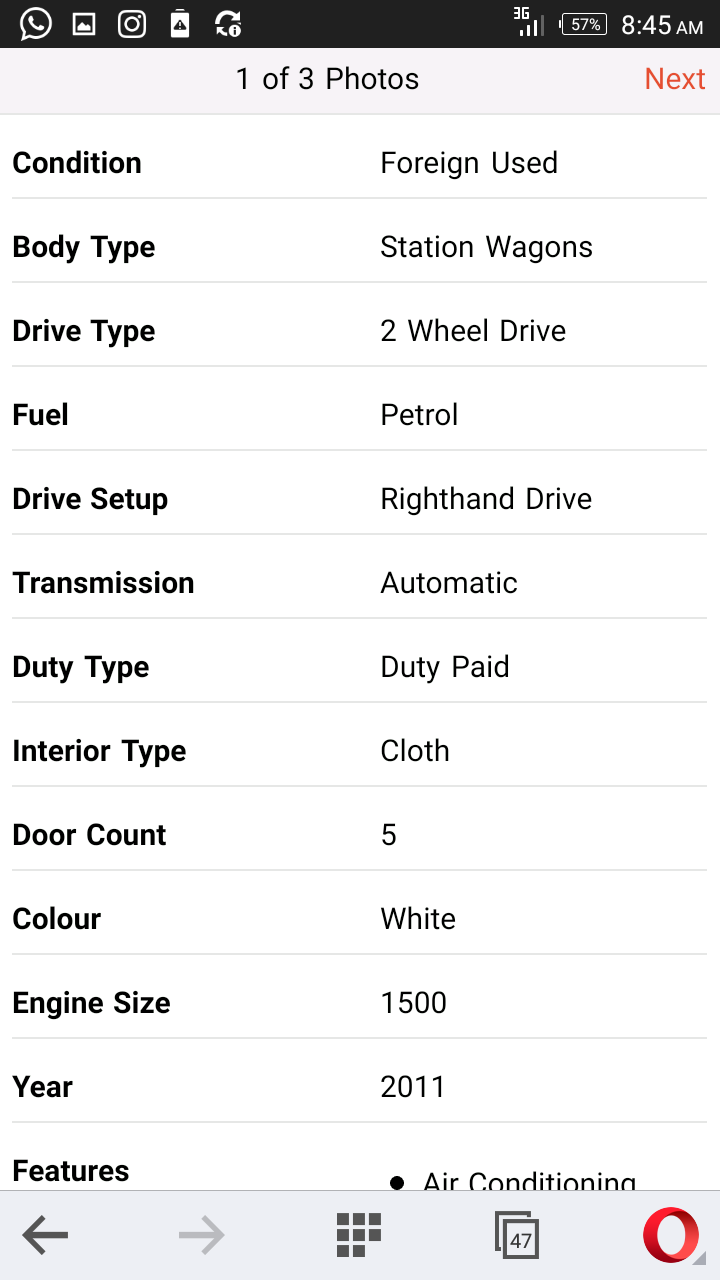 3G 57% 8:45 AM
1 of 3 Photos Next
Condition Foreign Used
Body Type Station Wagons
Drive Type 2 Wheel Drive
Fuel Petrol
Drive Setup Righthand Drive
Transmission Automatic
Duty Type Duty Paid
Interior Type Cloth
Door Count 5
Colour White
Engine Size 1500
Year 2011
Features • Air Conditioning
47